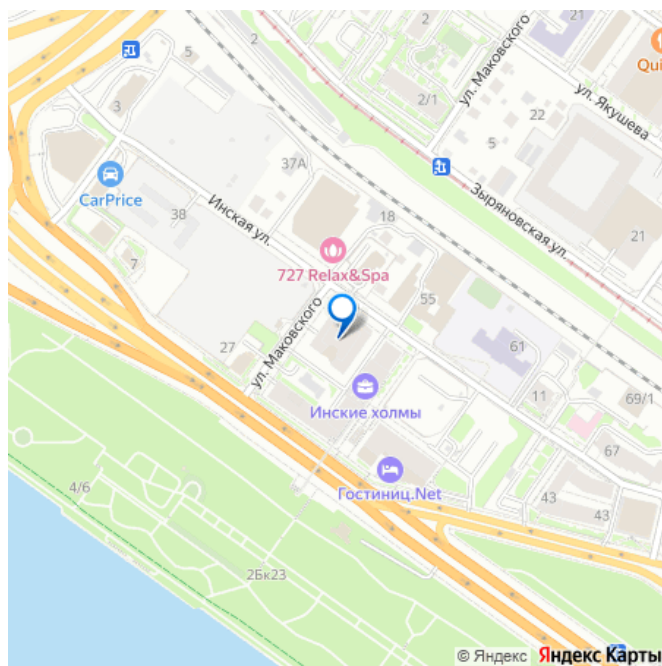 2
21
Qui
5
2
ул. Маковского
3
2/1
ул. Якушева
22
37А
5
CarPrice
38
Инская ул.
18
Зыряновская ул.
21
7
727 Relax&Spa
55
ул. Маковского
27
61
11
69/1
Инские холмы
67
Гостиниц.Net
4/6
43
43
2Бк23
© Яндекс Яндекс Карты